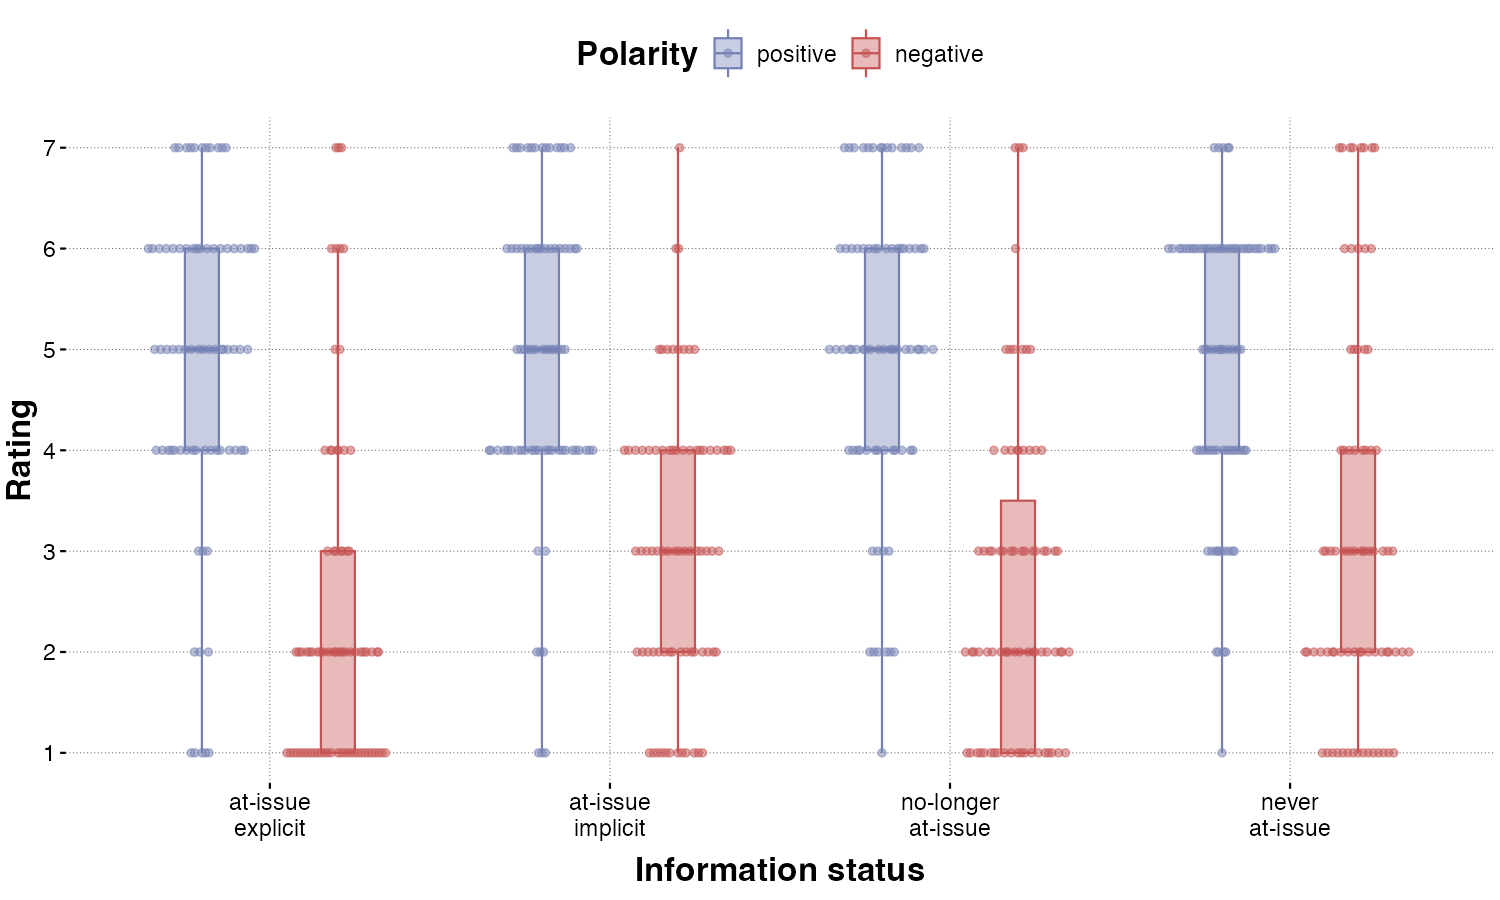 Polarity positive negative
7
6
5
4
3
2
1
Rating
at-issue explicit
at-issue implicit
no-longer at-issue
never at-issue
Information status